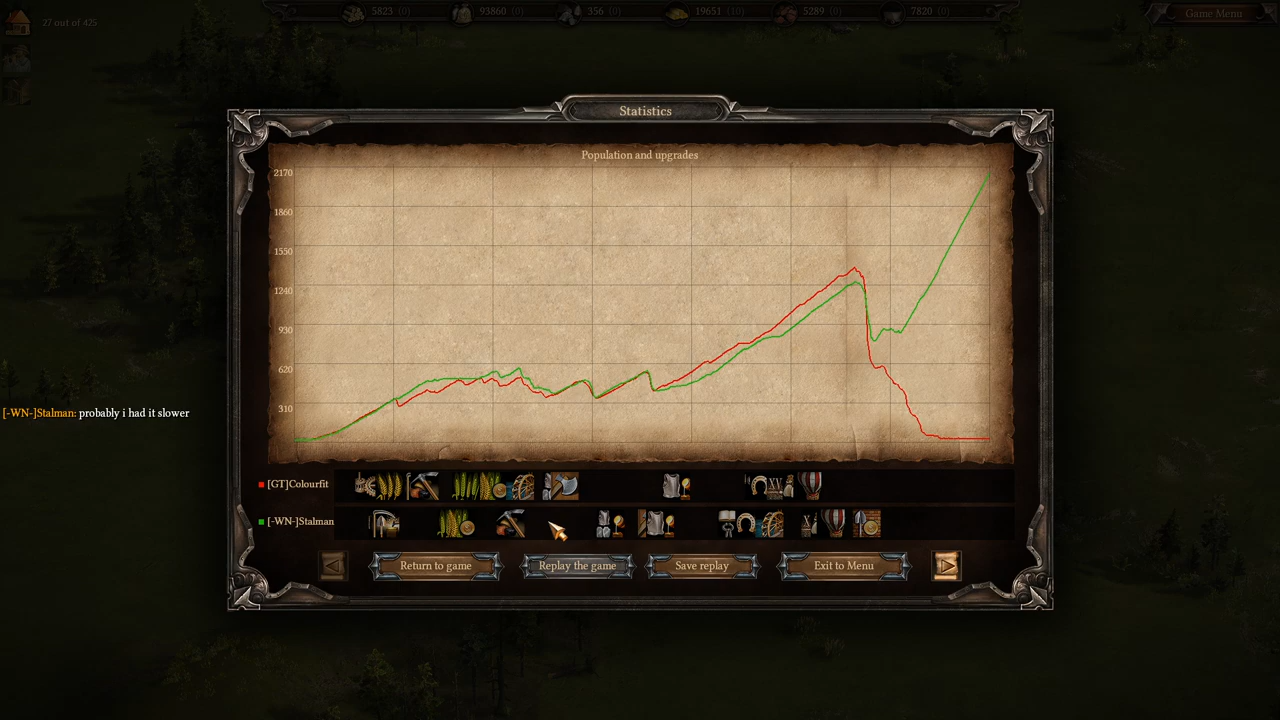 27 out of 425
5823 (0)
93860 (0)
356 (0)
19651 (10)
5289 (0)
7820 (0)
Game Menu
Statistics
Population and upgrades
2170
1860
1550
1240
930
620
310
[-WN-]Stalman: probably i had it slower
[GT]Colourfit
[-WN-]Stalman
Return to game
Replay the game
Save replay
Exit to Menu